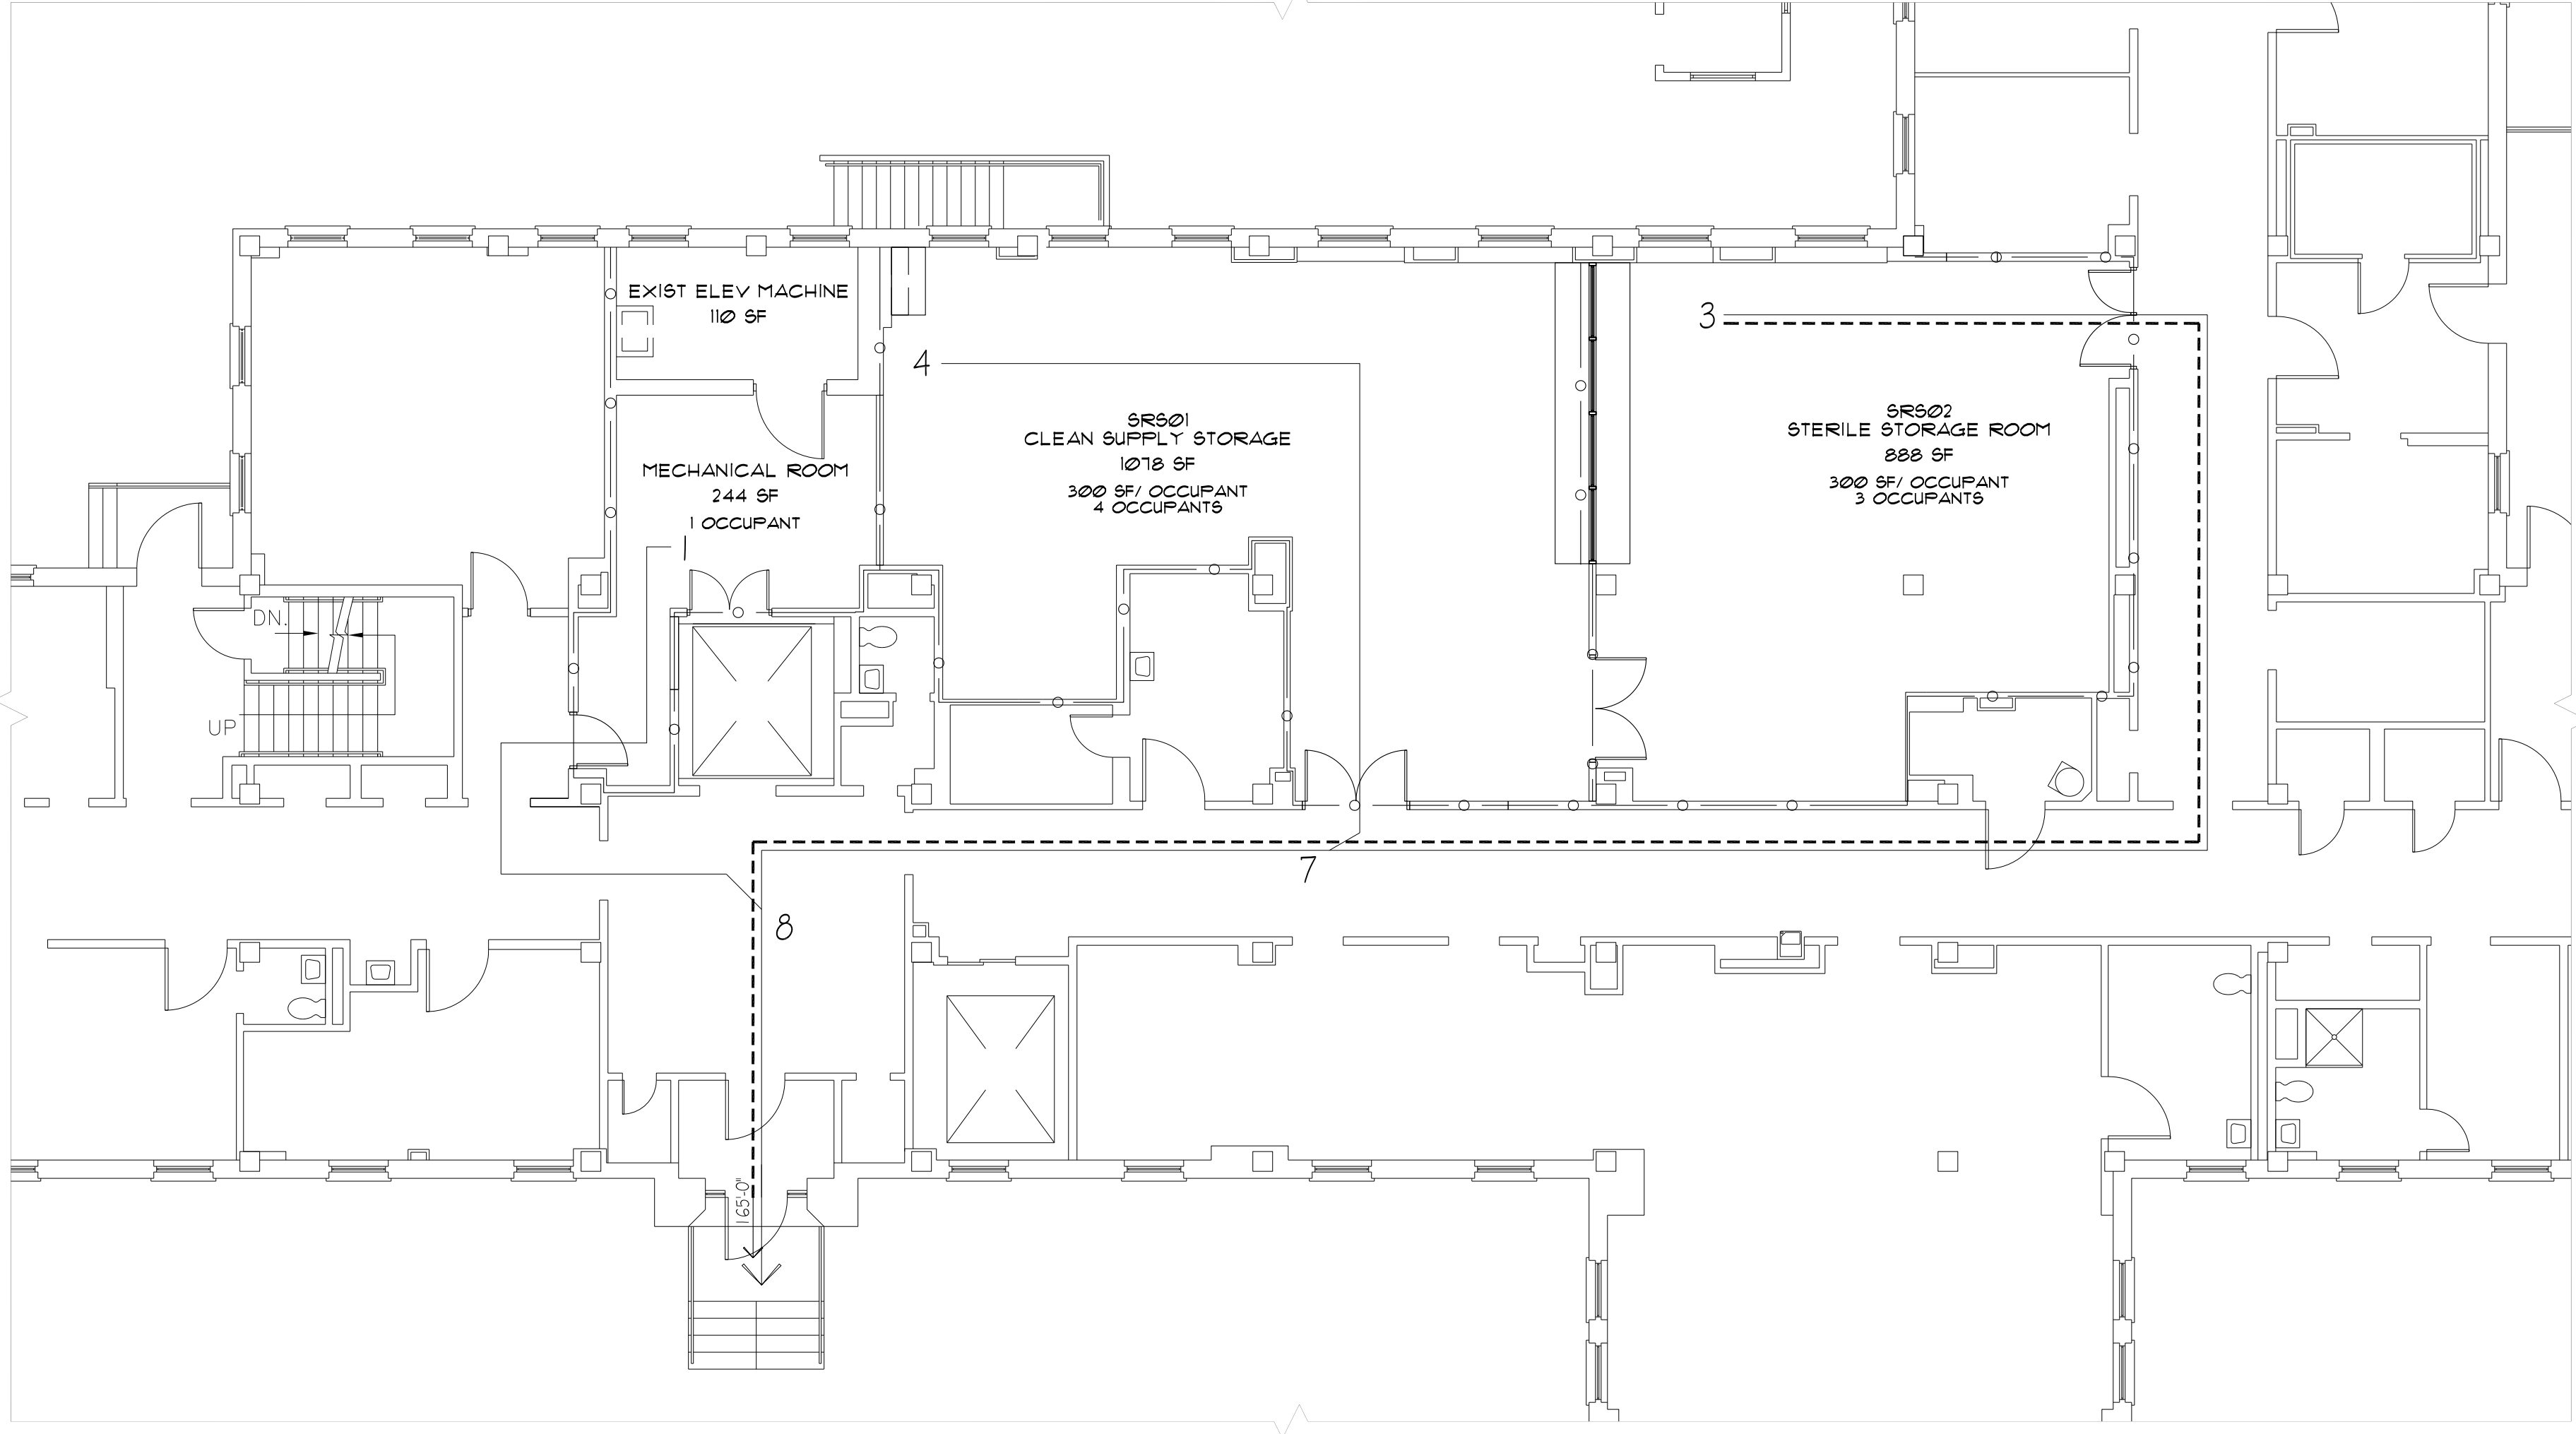 EXIST ELEV MACHINE
110 SF
3
4
SRS01
CLEAN SUPPLY STORAGE
1078 SF
300 SF/ OCCUPANT
4 OCCUPANTS
SRS02
STERILE STORAGE ROOM
888 SF
300 SF/ OCCUPANT
3 OCCUPANTS
MECHANICAL ROOM
244 SF
1 OCCUPANT
1
DN.
UP
7
8
165'-0"